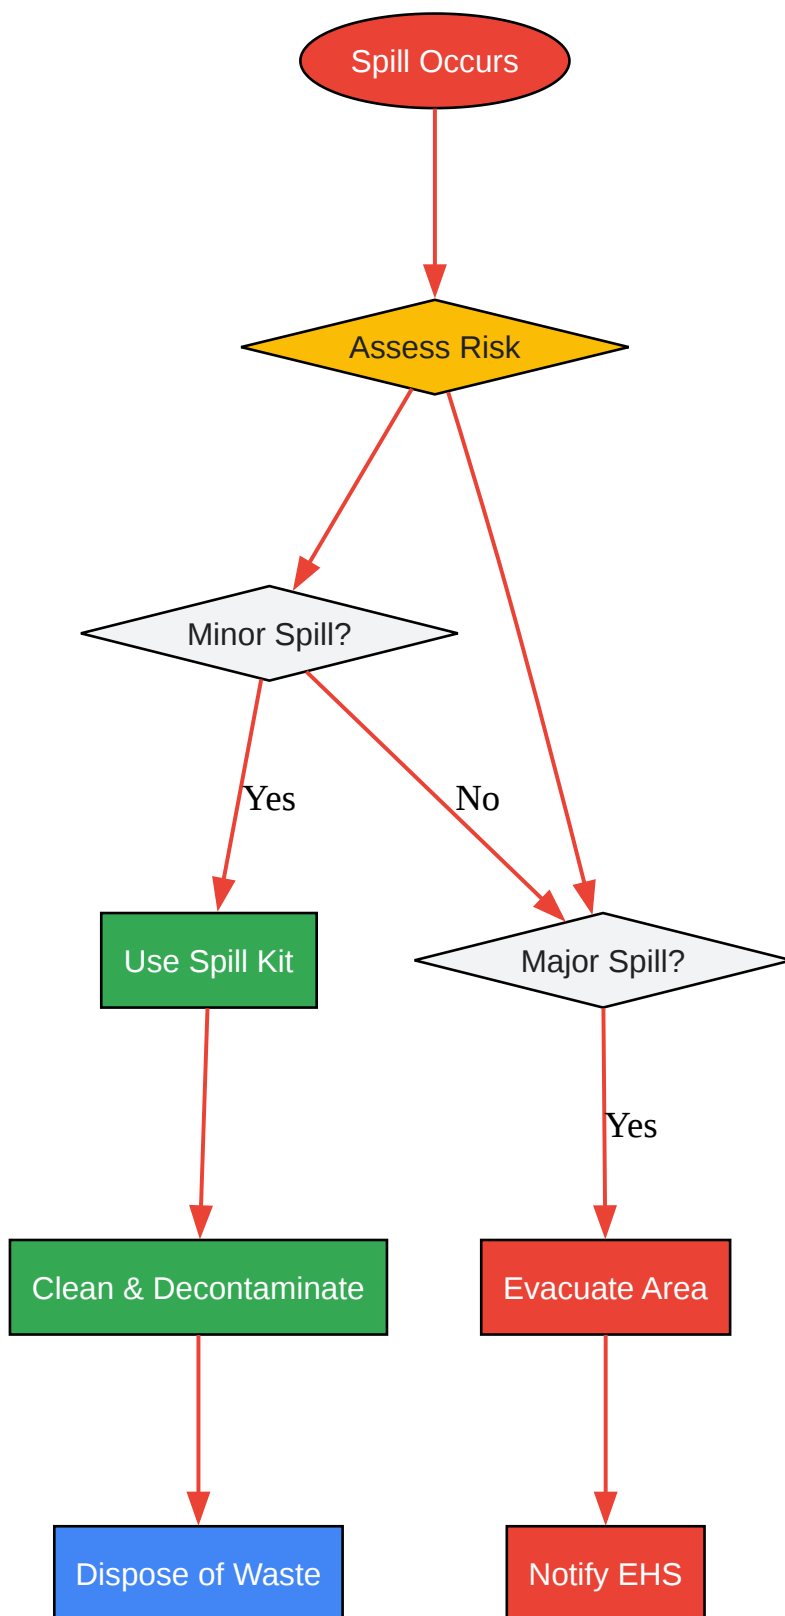 Spill Occurs
Assess Risk
Minor Spill?
Yes
No
Use Spill Kit
Major Spill?
Yes
Clean & Decontaminate
Evacuate Area
Dispose of Waste
Notify EHS